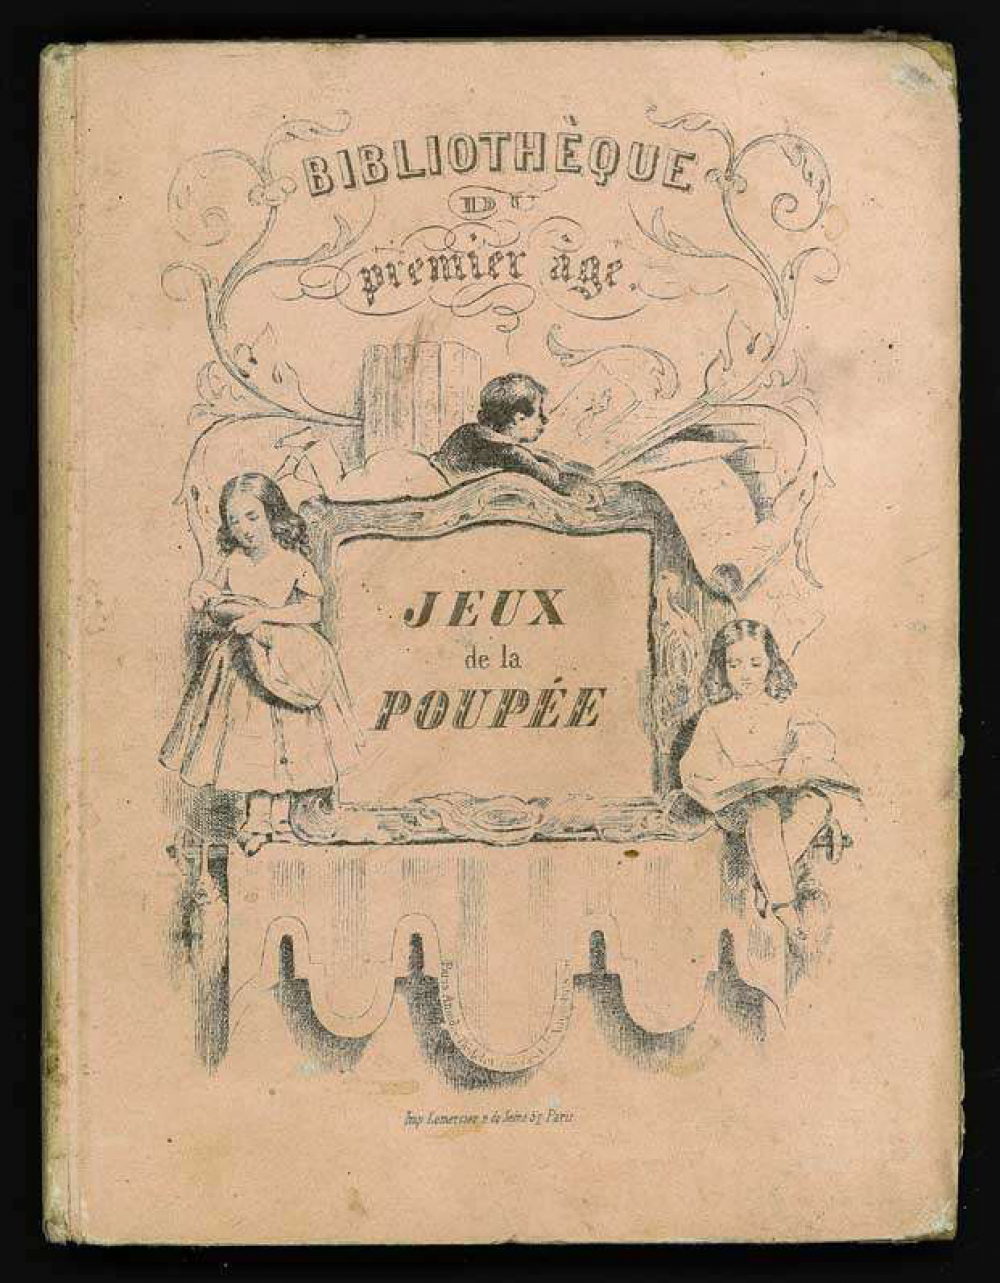 BIBLIOTHÈQUE
DU
premier âge.
JEUX
de la
POUPÉE
Imp. Lemercier r. de Seine 57 Paris